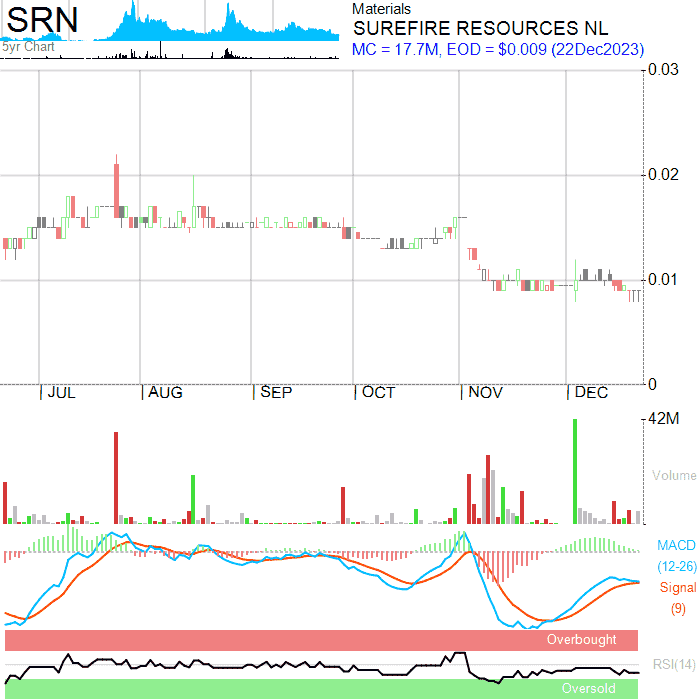 SRN
5yr Chart
Materials
SUREFIRE RESOURCES NL
MC = 17.7M, EOD = $0.009 (22Dec2023)
0.03
0.02
0.01
0
JUL AUG SEP OCT NOV DEC
42M
Volume
MACD
(12-26)
Signal
(9)
Overbought
RSI(14)
Oversold